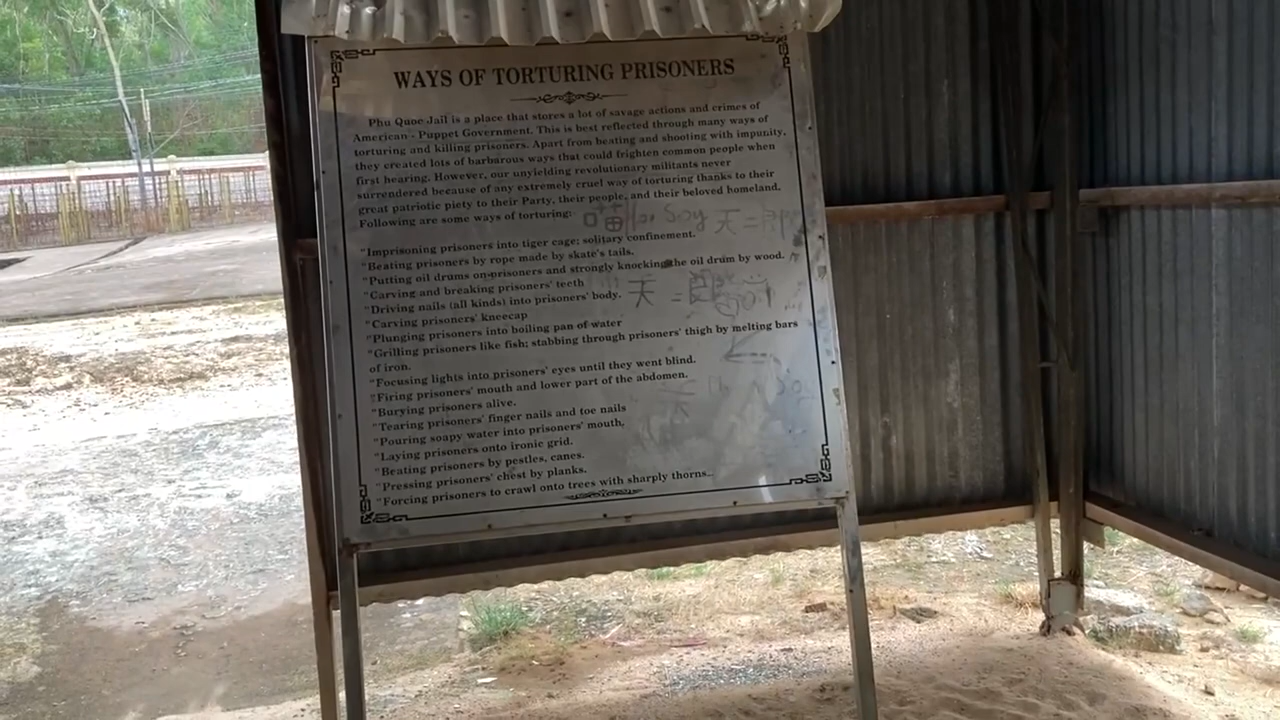 WAYS OF TORTURING PRISONERS
Phu Quoc Jail is a place that stores a lot of savage actions and crimes of
American - Puppet Government. This is best reflected through many ways of
torturing and killing prisoners. Apart from beating and shooting with impunity,
they created lots of barbarous ways that could frighten common people when
first hearing. However, our unyielding revolutionary militants never
surrendered because of any extremely cruel way of torturing thanks to their
great patriotic piety to their Party, their people, and their beloved homeland.
Following are some ways of torturing:
"Imprisoning prisoners into tiger cage; solitary confinement.
"Beating prisoners by rope made by skate's tails.
"Putting oil drums on prisoners and strongly knocking the oil drum by wood.
"Carving and breaking prisoners' teeth
"Driving nails (all kinds) into prisoners' body.
"Carving prisoners' kneecap
"Plunging prisoners into boiling pan of water
"Grilling prisoners like fish; stabbing through prisoners' thigh by melting bars
of iron.
"Focusing lights into prisoners' eyes until they went blind.
"Firing prisoners' mouth and lower part of the abdomen.
"Burying prisoners alive.
"Tearing prisoners' finger nails and toe nails
"Pouring soapy water into prisoners' mouth.
"Laying prisoners onto ironic grid.
"Beating prisoners by pestles, canes.
"Pressing prisoners' chest by planks.
"Forcing prisoners to crawl onto trees with sharply thorns...
soy 天 =
天 =